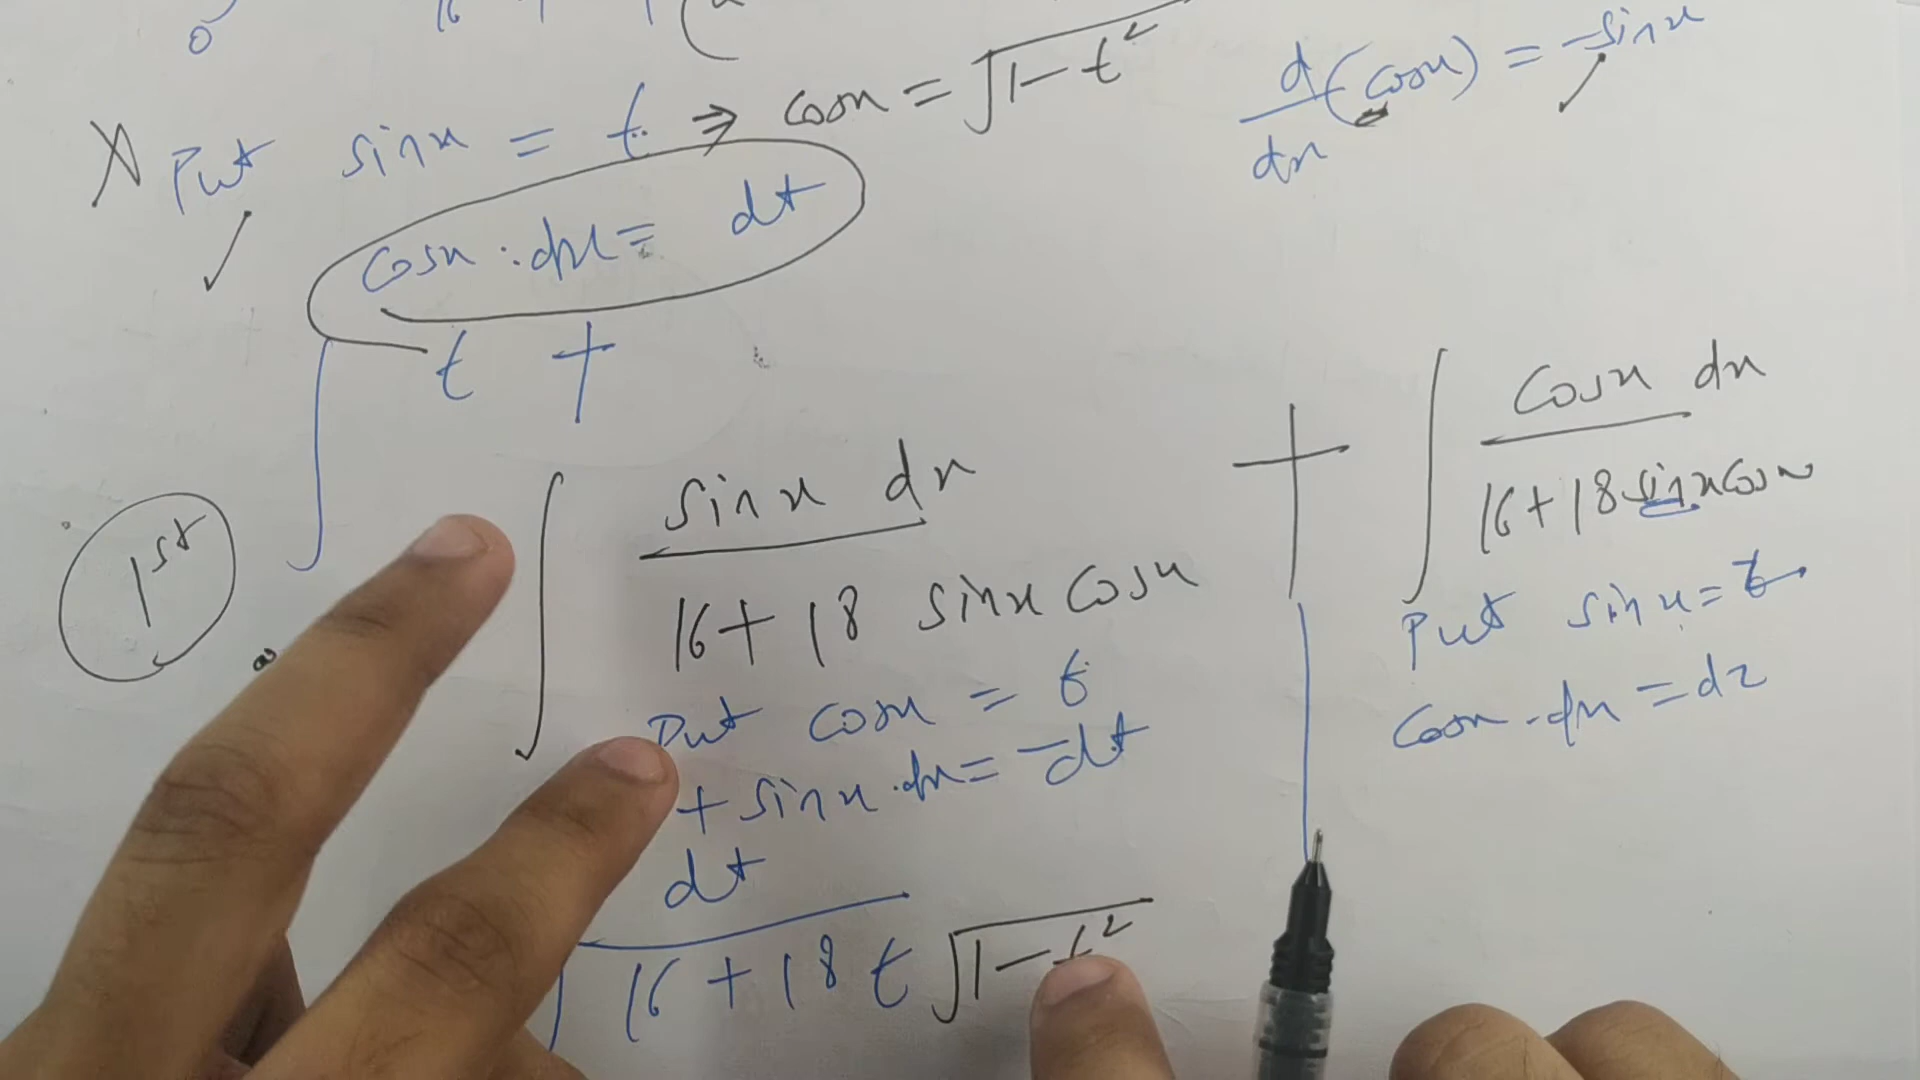 Put sinx = t ⇒ cosx = √1-t²
d/dx (cosx) = -sinx
cosx . dx = dt
∫ t +
1st
∫ sinx dx / 16 + 18 sinx cosx + ∫ cosx dx / 16 + 18 sinx cosx
Put cosx = t
+ sinx . dx = -dt
Put sinx = z
cosx . dx = dz
dt / 16 + 18 t √1-t²